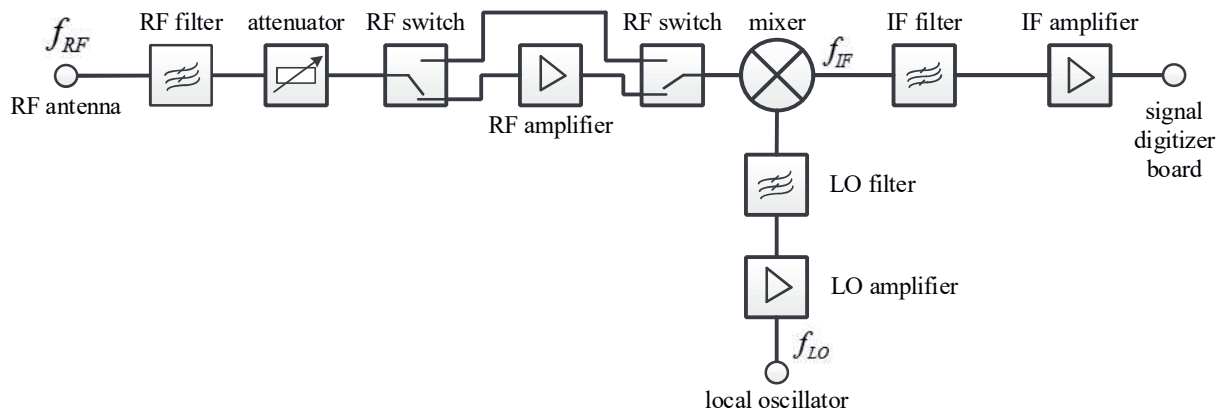 RF filter
attenuator
RF switch
RF switch
mixer
IF filter
IF amplifier
f_RF
f_IF
RF antenna
RF amplifier
signal
digitizer
board
LO filter
LO amplifier
f_LO
local oscillator